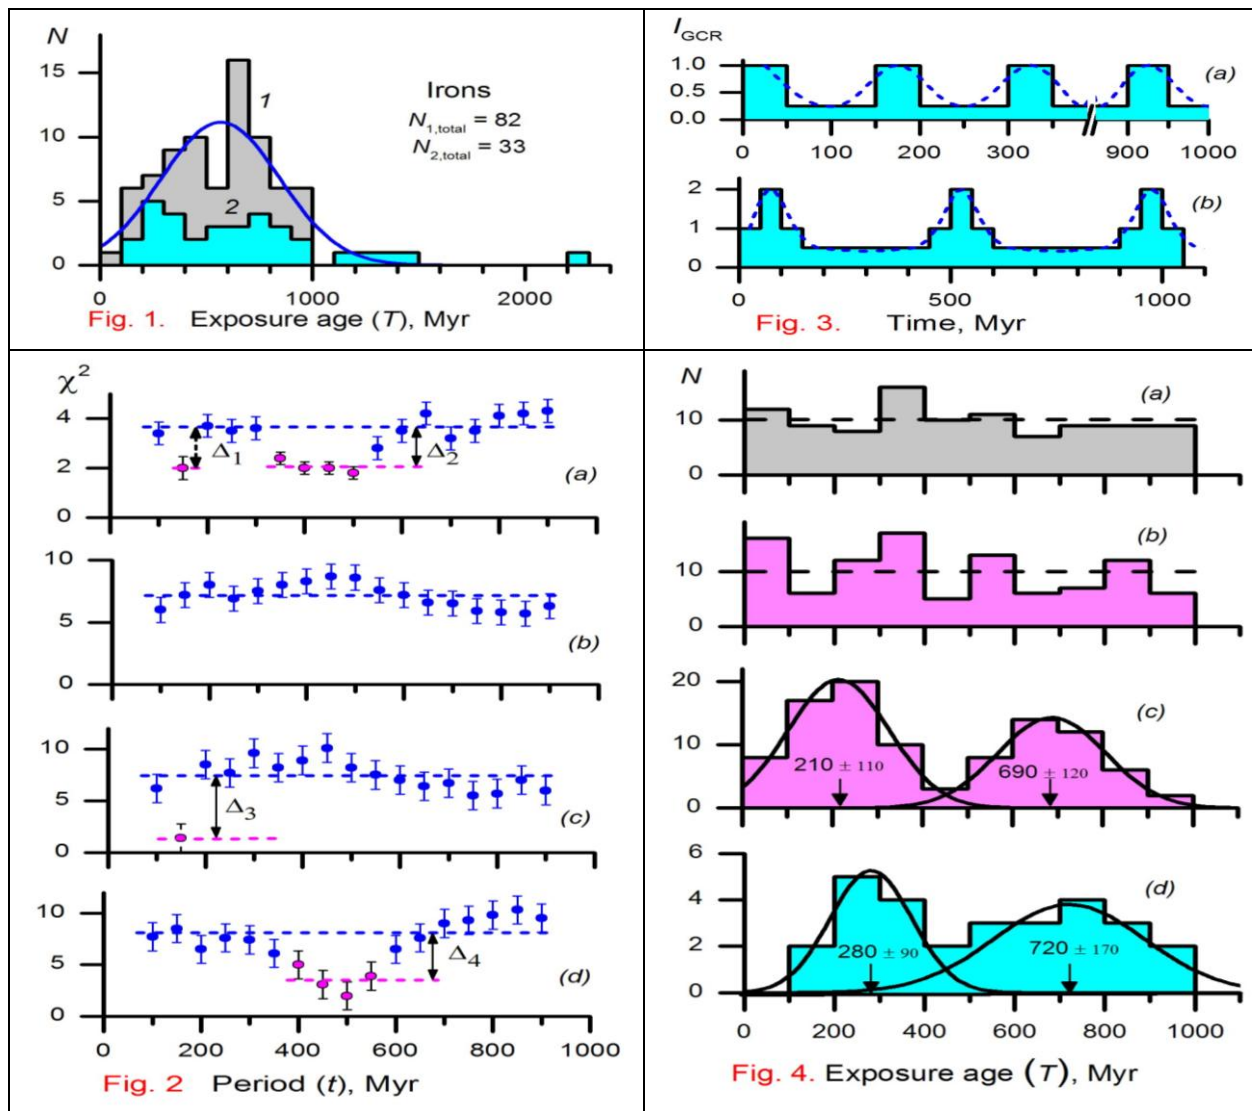 N
15
10
5
0
1
2
Irons
N1,total = 82
N2,total = 33
0 1000 2000
Fig. 1. Exposure age (T), Myr
IGCR
1.0
0.5
0.0
(a)
0 100 200 300 900 1000
2
1
0
(b)
0 500 1000
Fig. 3. Time, Myr
χ2
4
2
0
Δ1
Δ2
(a)
10
5
0
(b)
10
5
0
Δ3
(c)
10
5
0
Δ4
(d)
0 200 400 600 800 1000
Fig. 2 Period (t), Myr
N
10
0
(a)
10
0
(b)
20
10
0
210 ± 110
690 ± 120
(c)
6
4
2
0
280 ± 90
720 ± 170
(d)
0 200 400 600 800 1000
Fig. 4. Exposure age (T), Myr